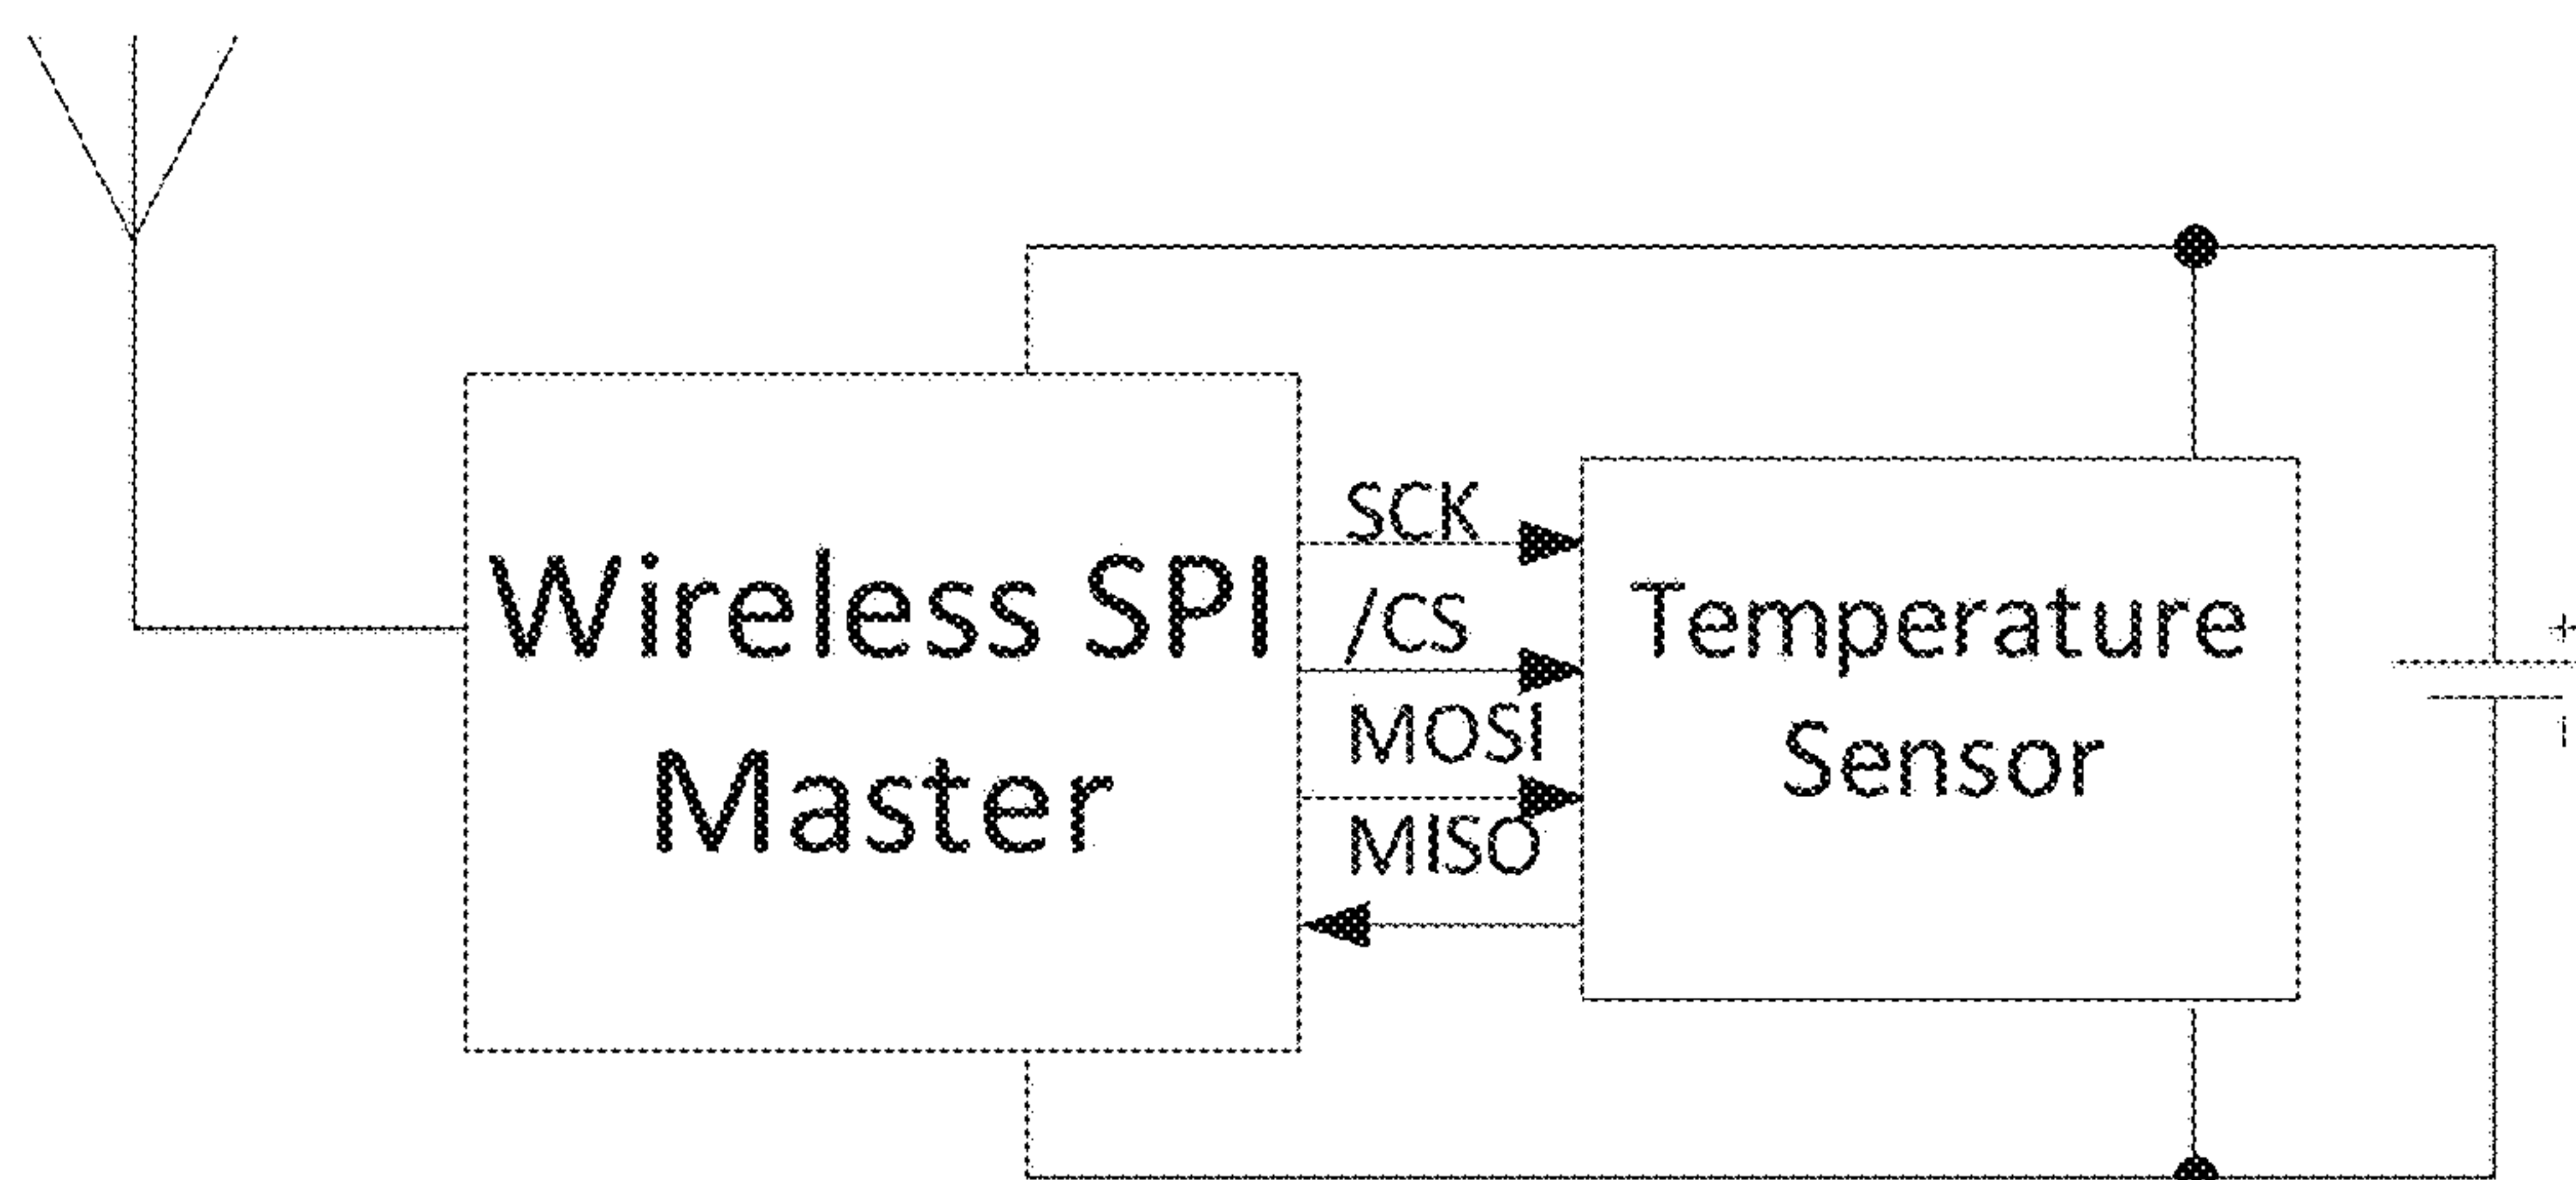 Wireless SPI
Master
SCK
/CS
MOSI
MISO
Temperature
Sensor
+